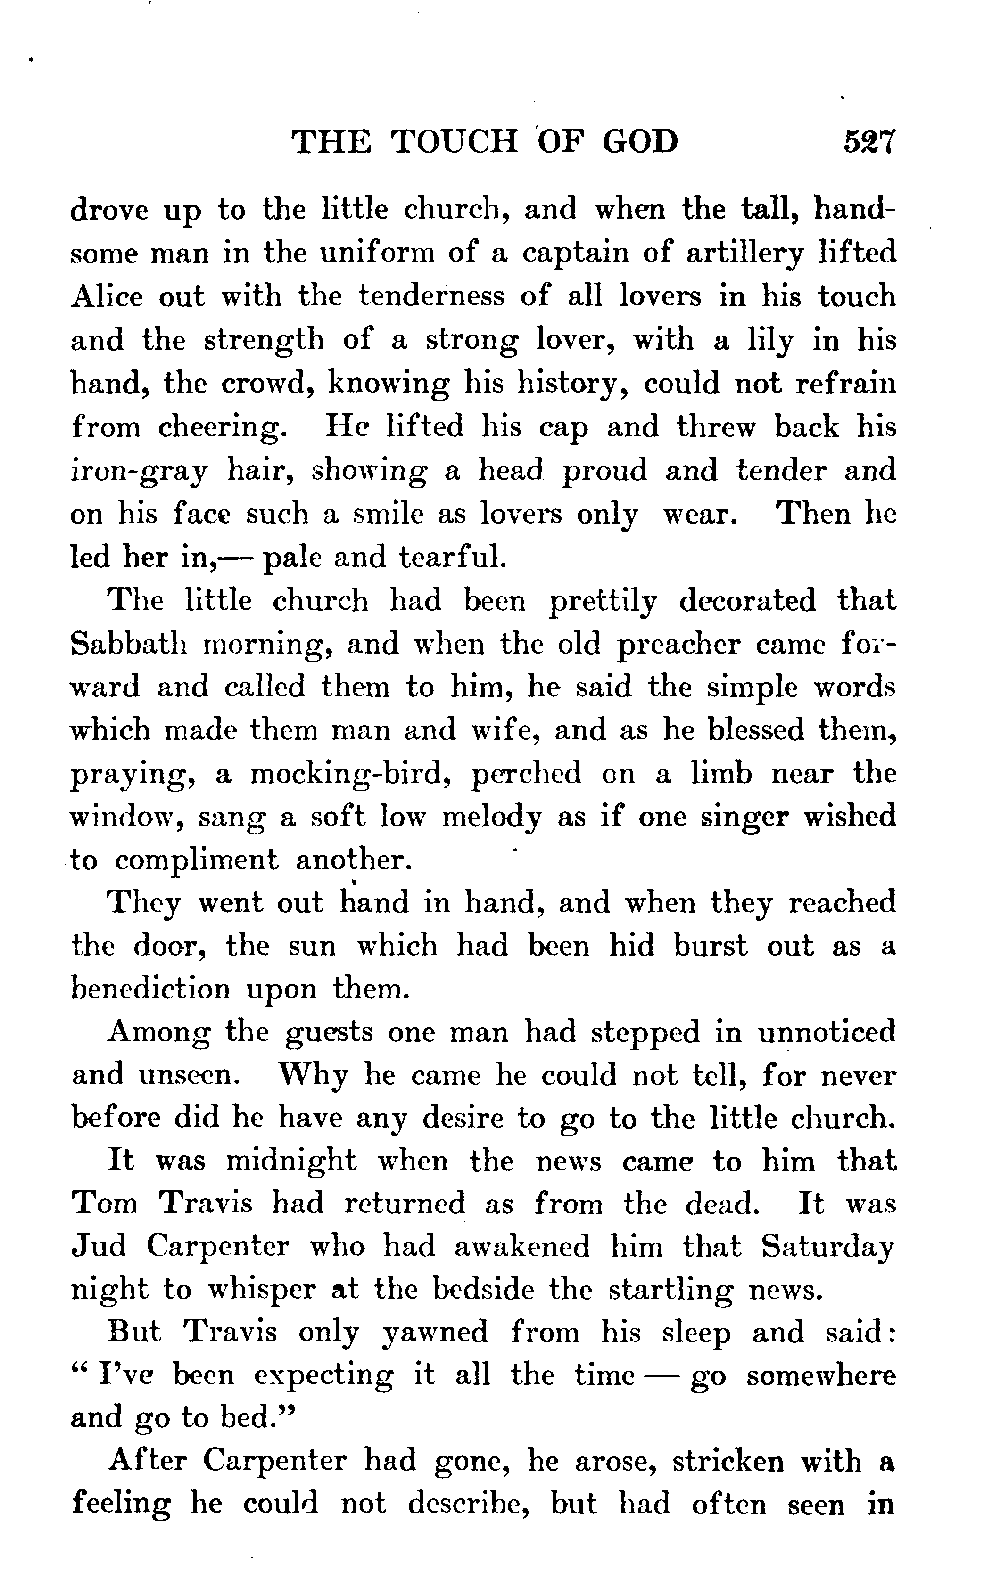 THE TOUCH OF GOD 527
drove up to the little church, and when the tall, hand-
some man in the uniform of a captain of artillery lifted
Alice out with the tenderness of all lovers in his touch
and the strength of a strong lover, with a lily in his
hand, the crowd, knowing his history, could not refrain
from cheering. He lifted his cap and threw back his
iron-gray hair, showing a head proud and tender and
on his face such a smile as lovers only wear. Then he
led her in,— pale and tearful.
The little church had been prettily decorated that
Sabbath morning, and when the old preacher came for-
ward and called them to him, he said the simple words
which made them man and wife, and as he blessed them,
praying, a mocking-bird, perched on a limb near the
window, sang a soft low melody as if one singer wished
to compliment another.
They went out hand in hand, and when they reached
the door, the sun which had been hid burst out as a
benediction upon them.
Among the guests one man had stepped in unnoticed
and unseen. Why he came he could not tell, for never
before did he have any desire to go to the little church.
It was midnight when the news came to him that
Tom Travis had returned as from the dead. It was
Jud Carpenter who had awakened him that Saturday
night to whisper at the bedside the startling news.
But Travis only yawned from his sleep and said:
“ I’ve been expecting it all the time — go somewhere
and go to bed.”
After Carpenter had gone, he arose, stricken with a
feeling he could not describe, but had often seen in